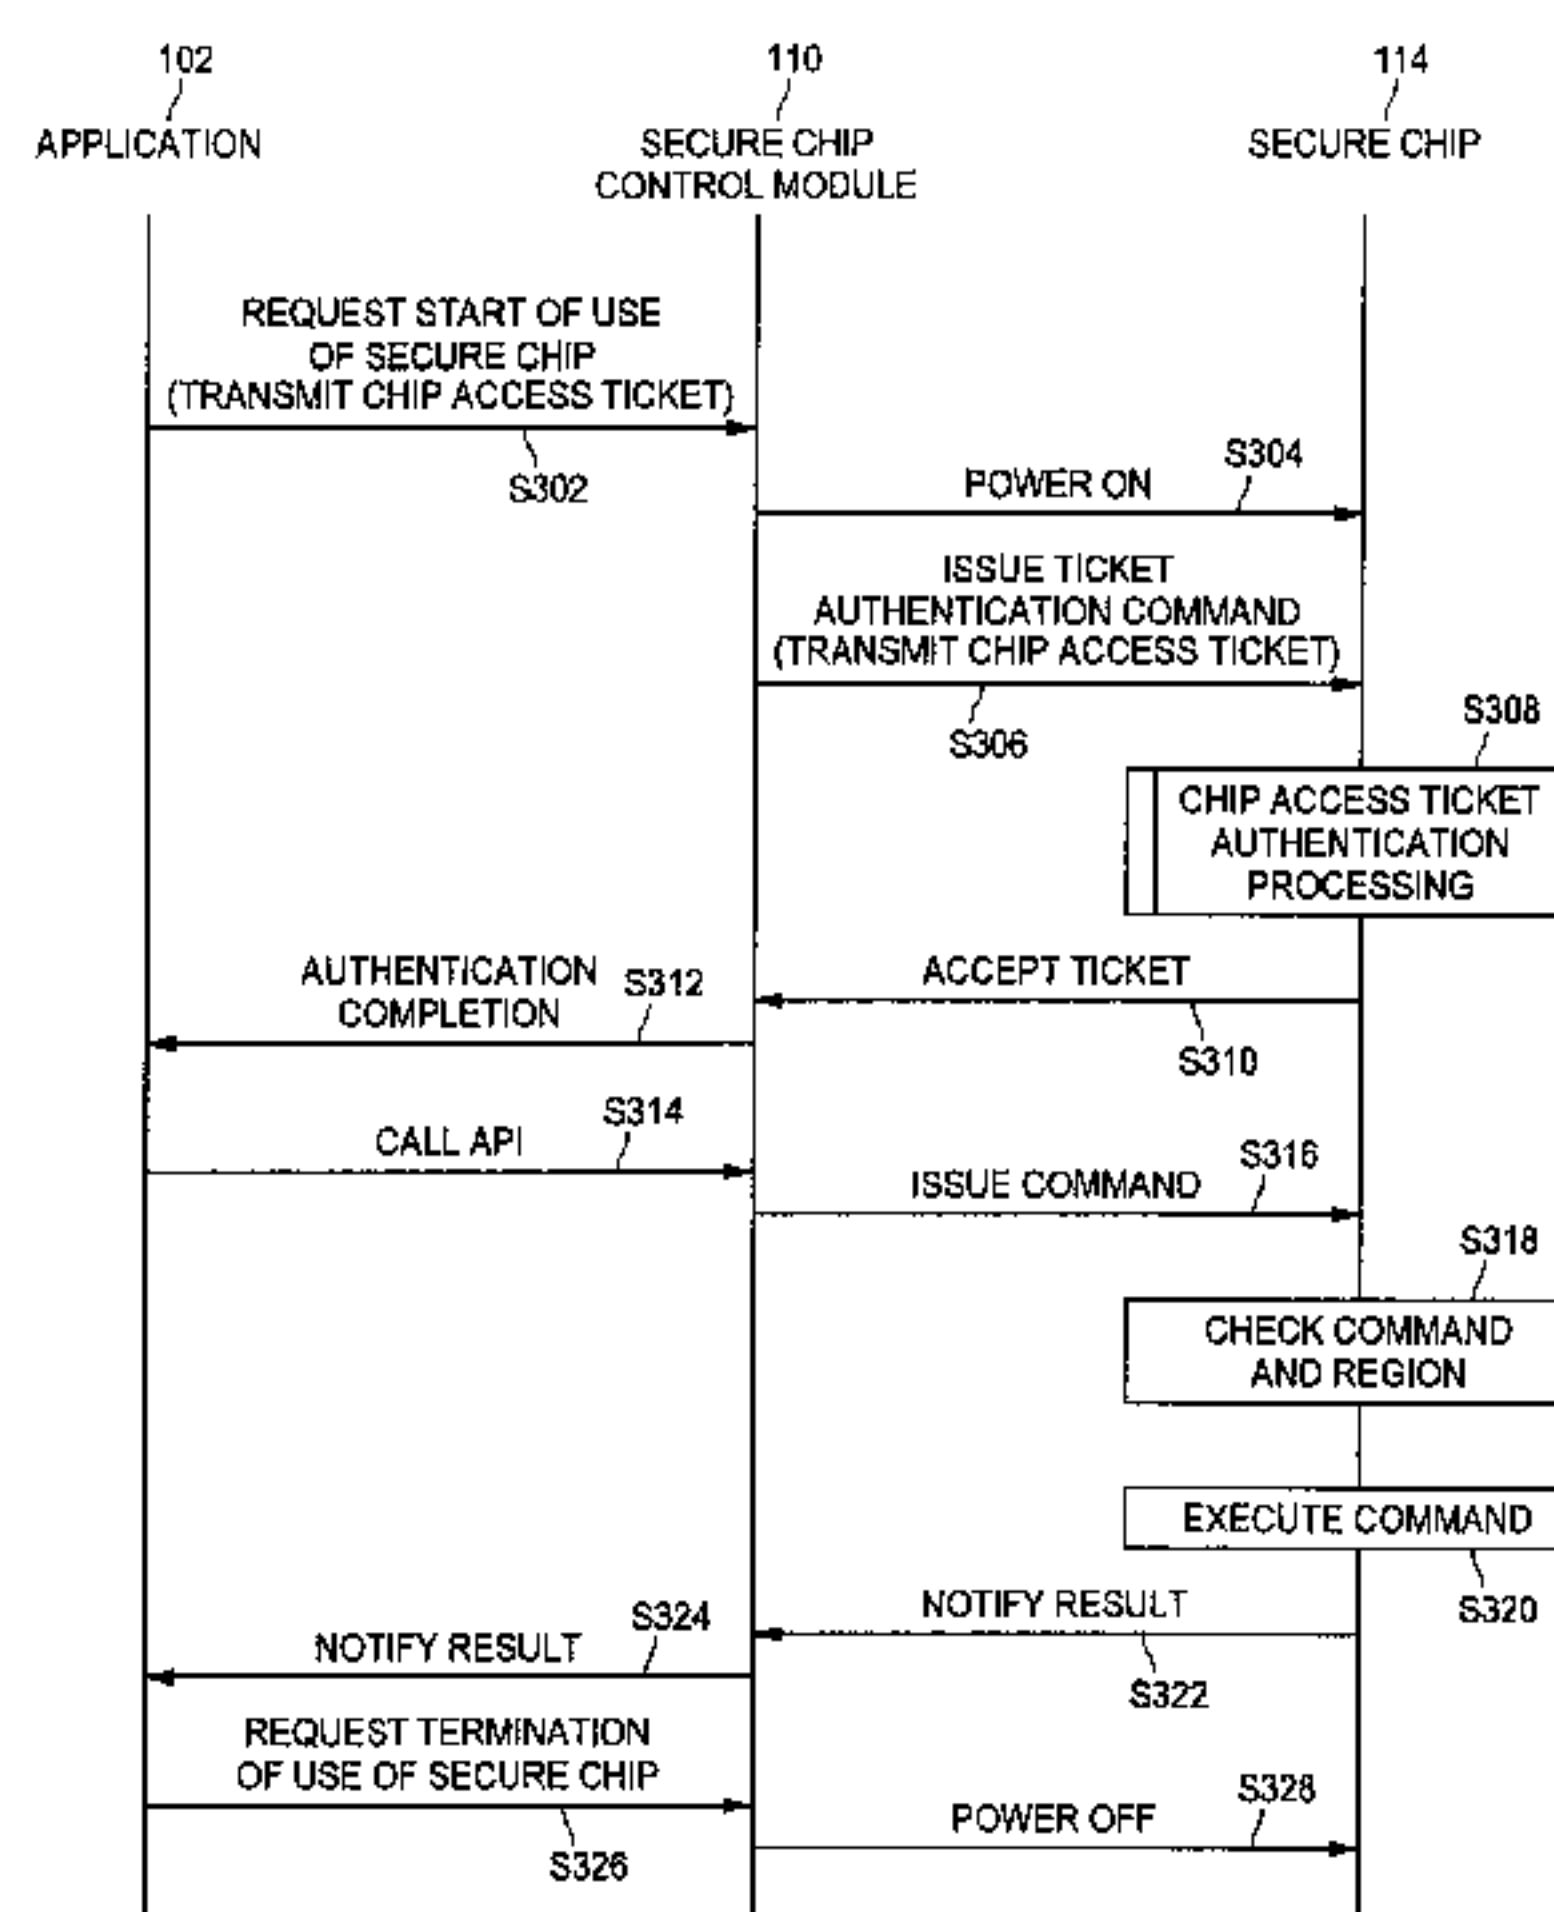 102
110
114
APPLICATION
SECURE CHIP
CONTROL MODULE
SECURE CHIP
REQUEST START OF USE
OF SECURE CHIP
(TRANSMIT CHIP ACCESS TICKET)
S302
S304
POWER ON
ISSUE TICKET
AUTHENTICATION COMMAND
(TRANSMIT CHIP ACCESS TICKET)
S306
S308
CHIP ACCESS TICKET
AUTHENTICATION
PROCESSING
ACCEPT TICKET
S310
AUTHENTICATION
COMPLETION
S312
S314
CALL API
S316
ISSUE COMMAND
S318
CHECK COMMAND
AND REGION
EXECUTE COMMAND
S320
NOTIFY RESULT
S322
S324
NOTIFY RESULT
REQUEST TERMINATION
OF USE OF SECURE CHIP
S326
S328
POWER OFF